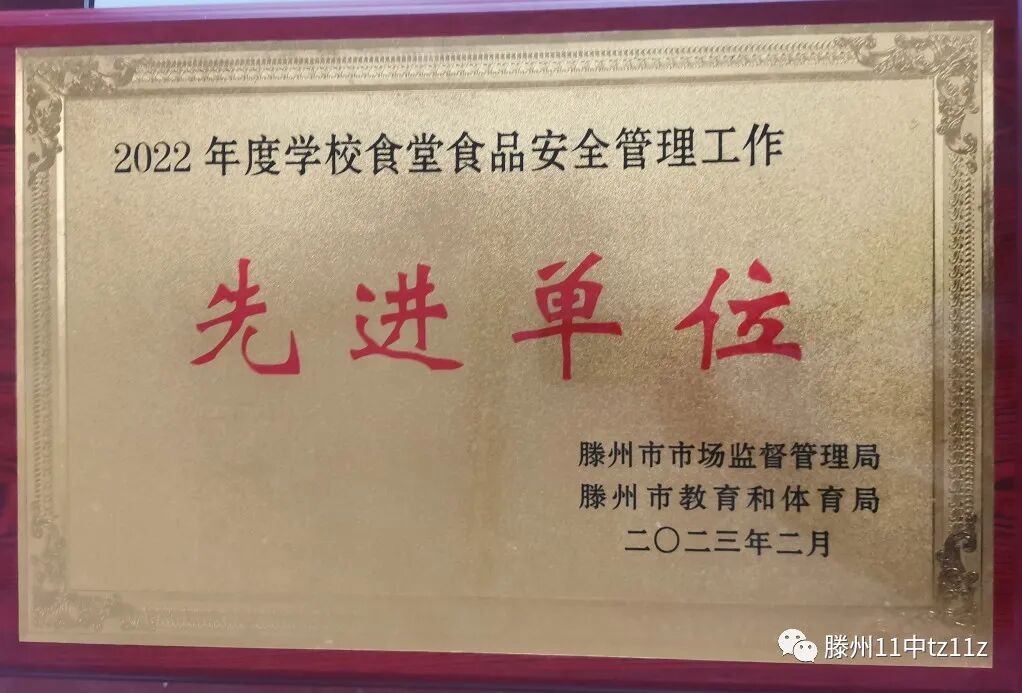 2022年度学校食堂食品安全管理工作
先进单位
滕州市市场监督管理局
滕州市教育和体育局
二〇二三年二月
滕州11中tz11z